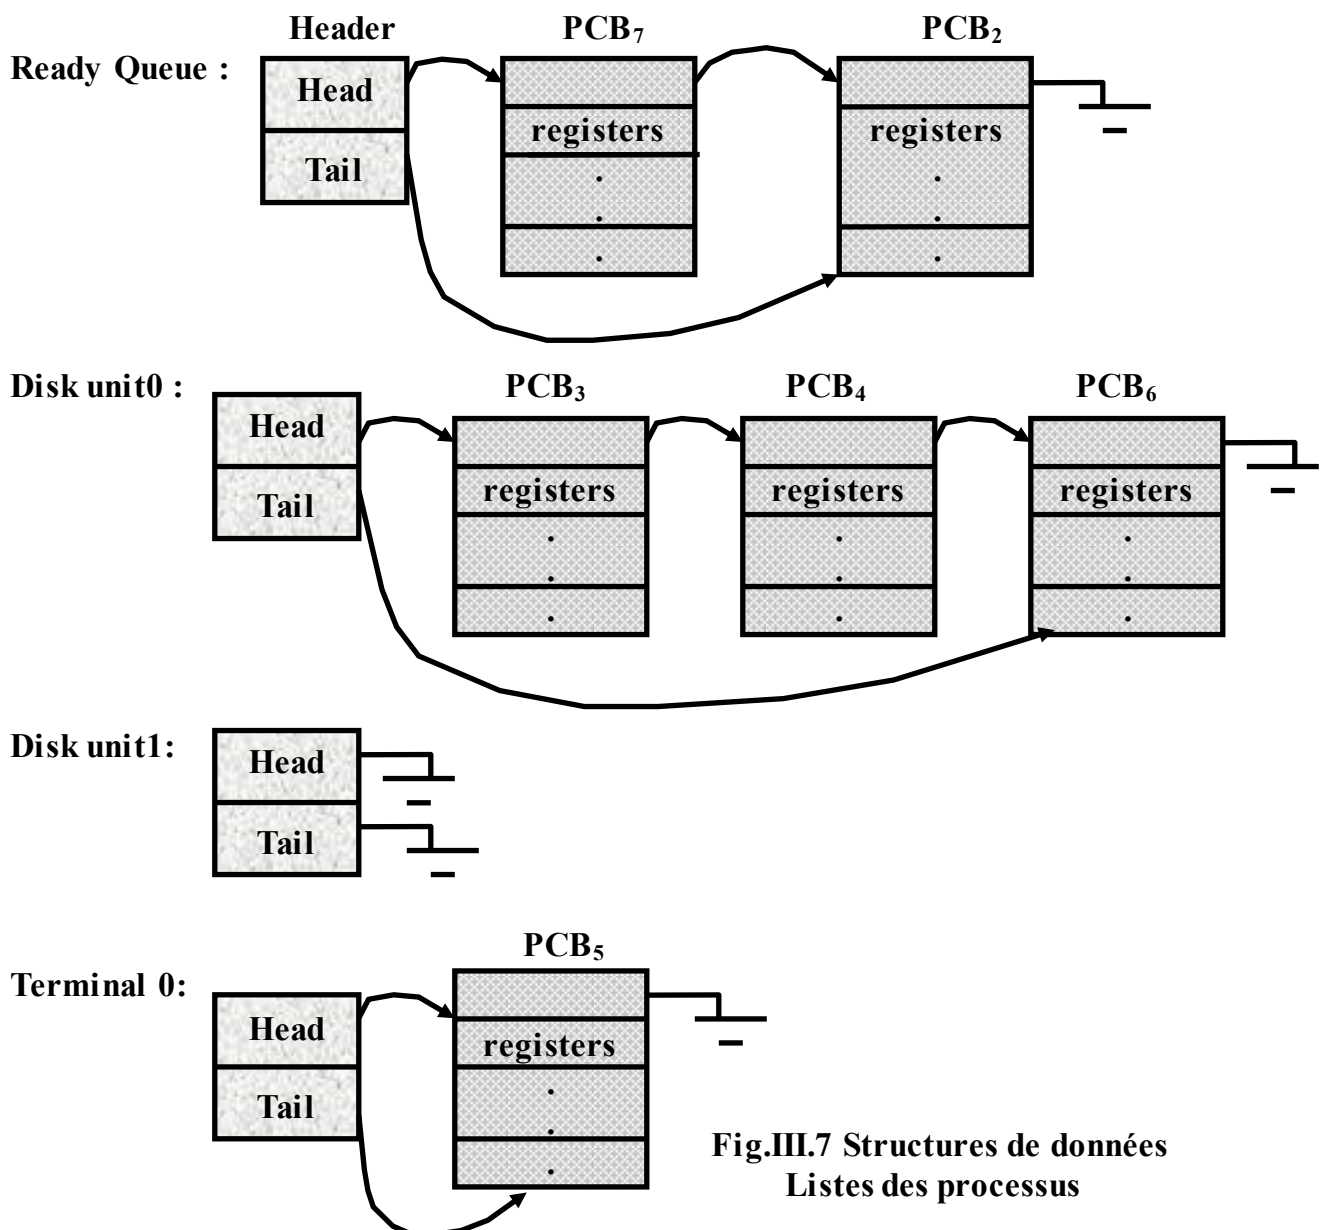 Header PCB₇ PCB₂
Ready Queue :
Head
registers registers
Tail
Disk unit0 : PCB₃ PCB₄ PCB₆
Head
registers registers registers
Tail
Disk unit1:
Head
Tail
PCB₅
Terminal 0:
Head
registers
Tail
Fig.III.7 Structures de données
Listes des processus